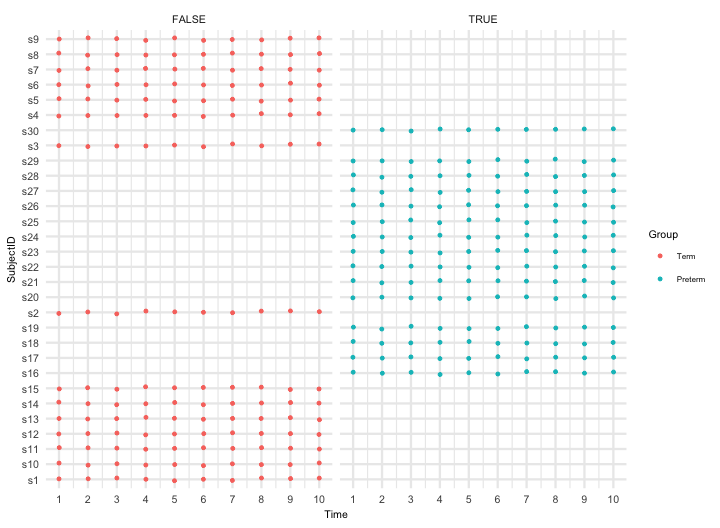 FALSE
TRUE
s9
s8
s7
s6
s5
s4
s30
s3
s29
s28
s27
s26
s25
s24
s23
s22
s21
s20
s2
s19
s18
s17
s16
s15
s14
s13
s12
s11
s10
s1
SubjectID
1 2 3 4 5 6 7 8 9 10
1 2 3 4 5 6 7 8 9 10
Time
Group
Term
Preterm